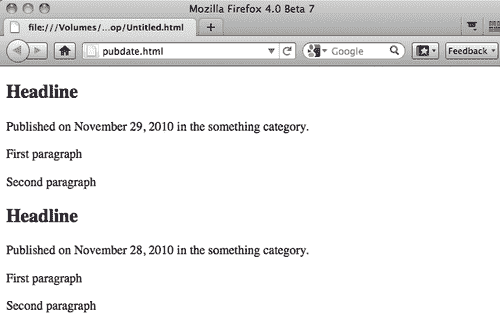 Mozilla Firefox 4.0 Beta 7
file:///Volumes/...op/Untitled.html
pubdate.html Google Feedback
Headline
Published on November 29, 2010 in the something category.
First paragraph
Second paragraph
Headline
Published on November 28, 2010 in the something category.
First paragraph
Second paragraph